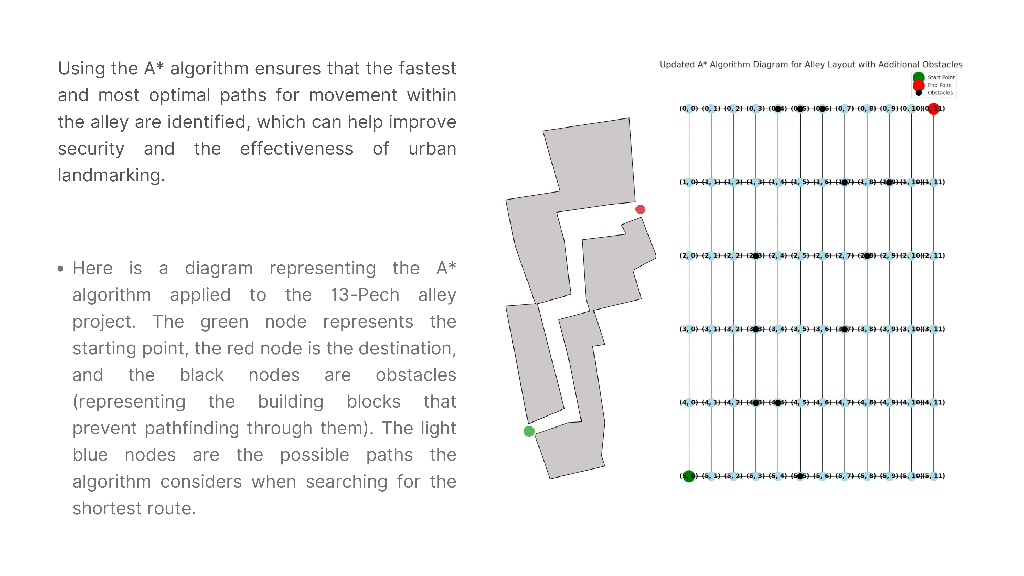 Using the A* algorithm ensures that the fastest
and most optimal paths for movement within
the alley are identified, which can help improve
security and the effectiveness of urban
landmarking.
• Here is a diagram representing the A*
algorithm applied to the 13-Pech alley
project. The green node represents the
starting point, the red node is the destination,
and the black nodes are obstacles
(representing the building blocks that
prevent pathfinding through them). The light
blue nodes are the possible paths the
algorithm considers when searching for the
shortest route.
Updated A* Algorithm Diagram for Alley Layout with Additional Obstacles
Start Point
End Point
Obstacles
(0, 0) (0, 1) (0, 2) (0, 3) (0, 4) (0, 5) (0, 6) (0, 7) (0, 8) (0, 9) (0, 10) (0, 11)
(1, 0) (1, 1) (1, 2) (1, 3) (1, 4) (1, 5) (1, 6) (1, 7) (1, 8) (1, 9) (1, 10) (1, 11)
(2, 0) (2, 1) (2, 2) (2, 3) (2, 4) (2, 5) (2, 6) (2, 7) (2, 8) (2, 9) (2, 10) (2, 11)
(3, 0) (3, 1) (3, 2) (3, 3) (3, 4) (3, 5) (3, 6) (3, 7) (3, 8) (3, 9) (3, 10) (3, 11)
(4, 0) (4, 1) (4, 2) (4, 3) (4, 4) (4, 5) (4, 6) (4, 7) (4, 8) (4, 9) (4, 10) (4, 11)
(5, 0) (5, 1) (5, 2) (5, 3) (5, 4) (5, 5) (5, 6) (5, 7) (5, 8) (5, 9) (5, 10) (5, 11)